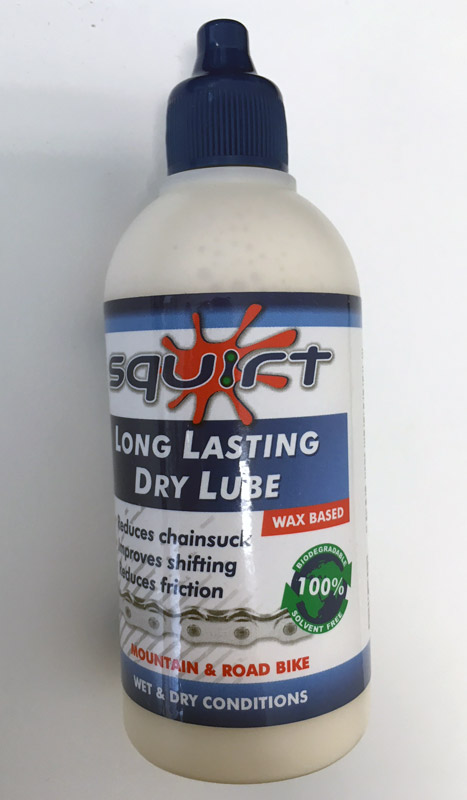 squirt
LONG LASTING
DRY LUBE
WAX BASED
Reduces chainsuck
Improves shifting
Reduces friction
BIODEGRADABLE
100%
SOLVENT FREE
MOUNTAIN & ROAD BIKE
WET & DRY CONDITIONS